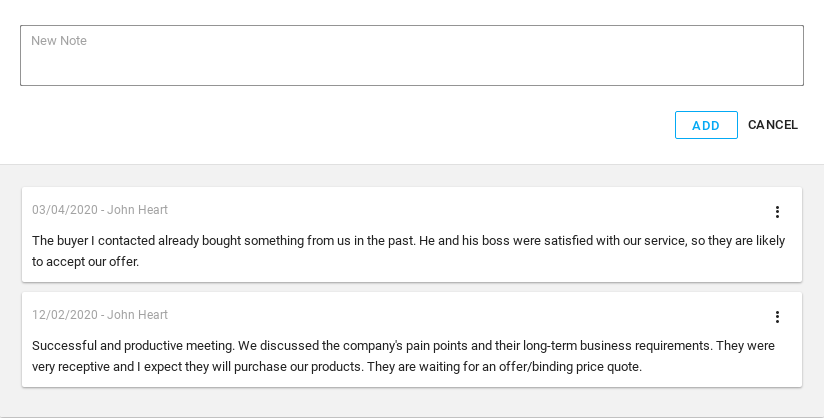 New Note
ADD CANCEL
03/04/2020 - John Heart
The buyer I contacted already bought something from us in the past. He and his boss were satisfied with our service, so they are likely
to accept our offer.
12/02/2020 - John Heart
Successful and productive meeting. We discussed the company's pain points and their long-term business requirements. They were
very receptive and I expect they will purchase our products. They are waiting for an offer/binding price quote.